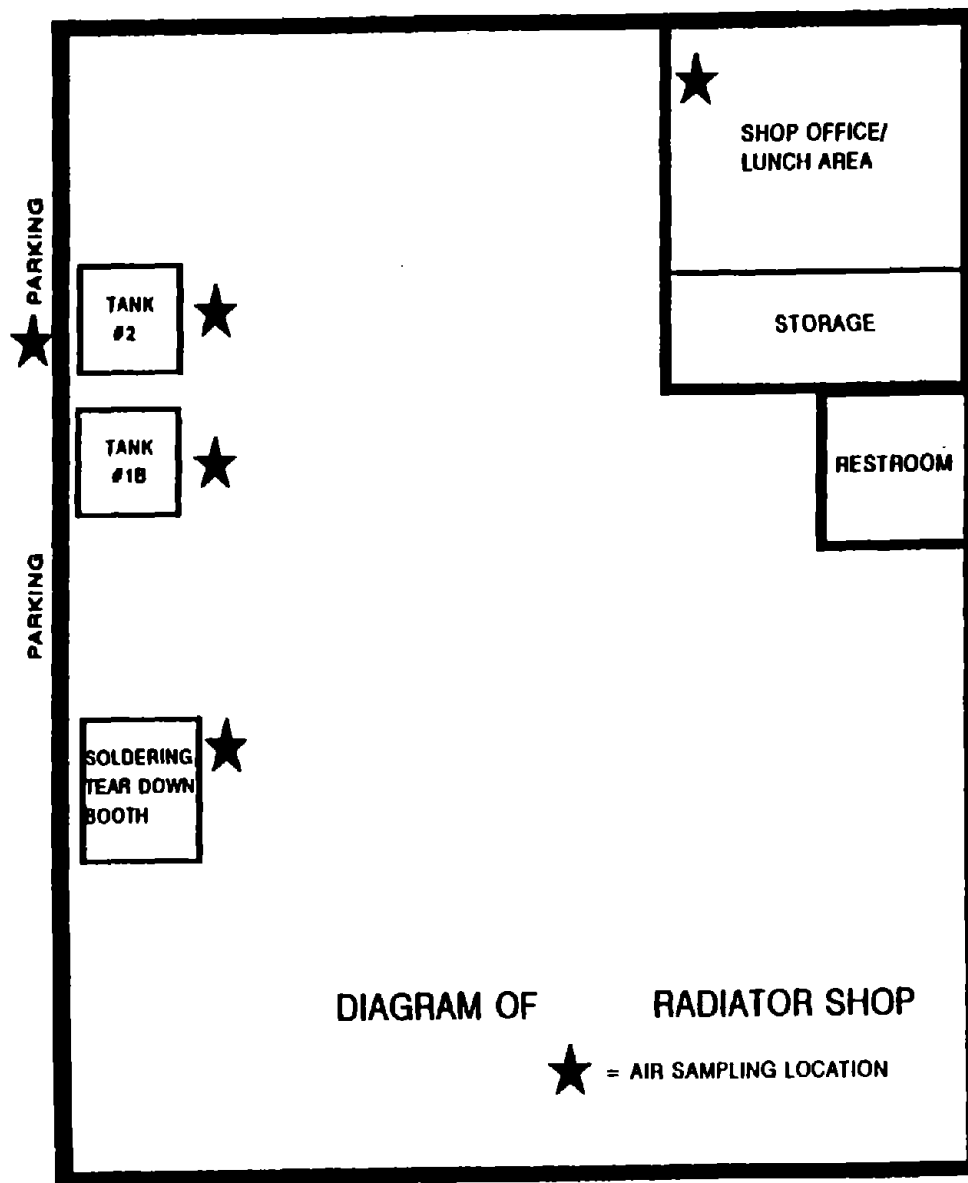 SHOP OFFICE/
LUNCH AREA
PARKING
TANK
#2
STORAGE
TANK
#1B
RESTROOM
PARKING
SOLDERING
TEAR DOWN
BOOTH
DIAGRAM OF RADIATOR SHOP
= AIR SAMPLING LOCATION